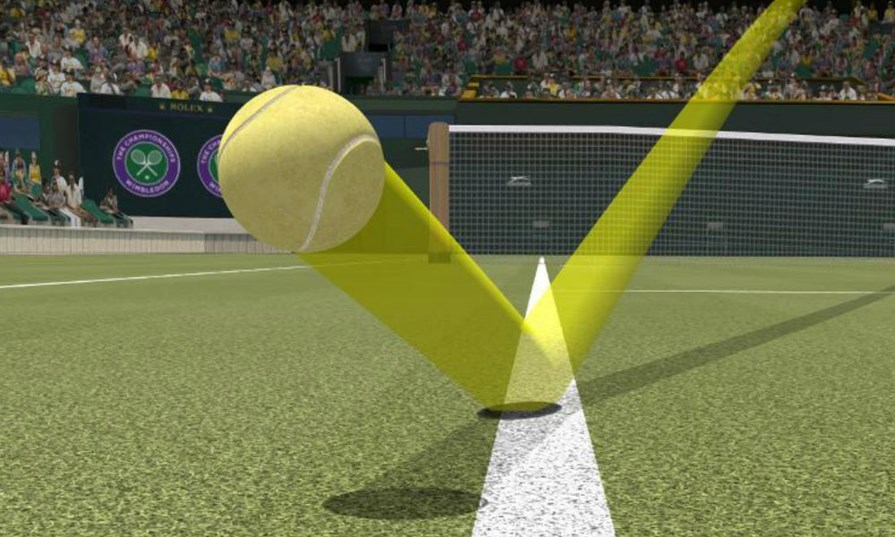 ROLEX
THE CHAMPIONSHIPS
WIMBLEDON